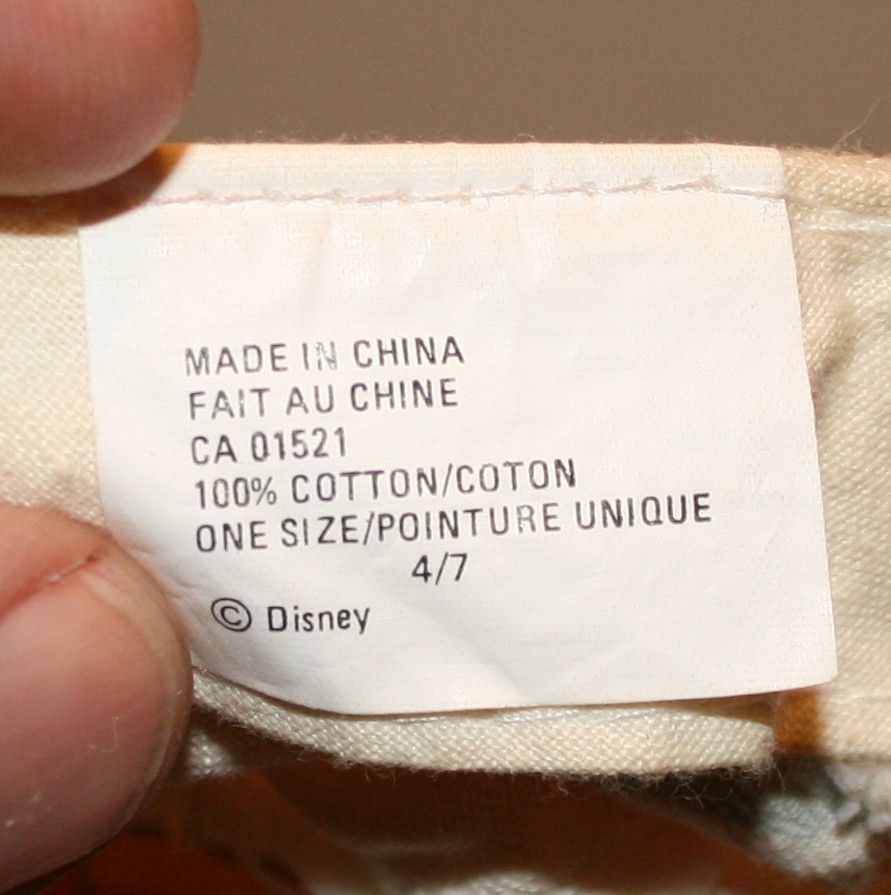 MADE IN CHINA
FAIT AU CHINE
CA 01521
100% COTTON/COTON
ONE SIZE/POINTURE UNIQUE
4/7
© Disney